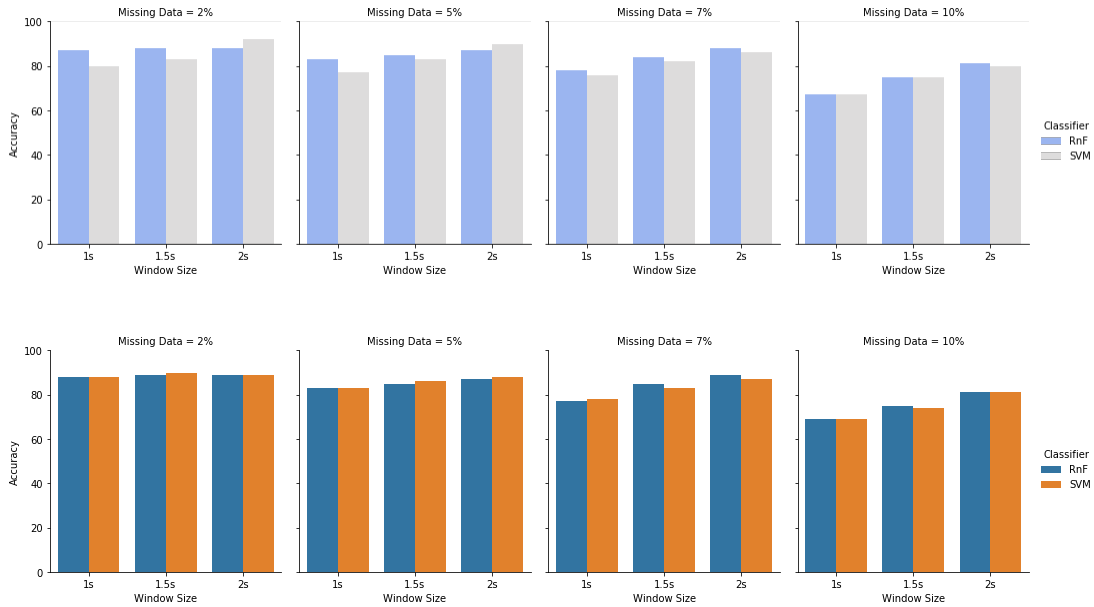 Missing Data = 2%
Missing Data = 5%
Missing Data = 7%
Missing Data = 10%
100
80
60
40
20
0
Accuracy
1s 1.5s 2s
1s 1.5s 2s
1s 1.5s 2s
1s 1.5s 2s
Window Size
Window Size
Window Size
Window Size
Classifier
RnF
SVM
Missing Data = 2%
Missing Data = 5%
Missing Data = 7%
Missing Data = 10%
100
80
60
40
20
0
Accuracy
1s 1.5s 2s
1s 1.5s 2s
1s 1.5s 2s
1s 1.5s 2s
Window Size
Window Size
Window Size
Window Size
Classifier
RnF
SVM